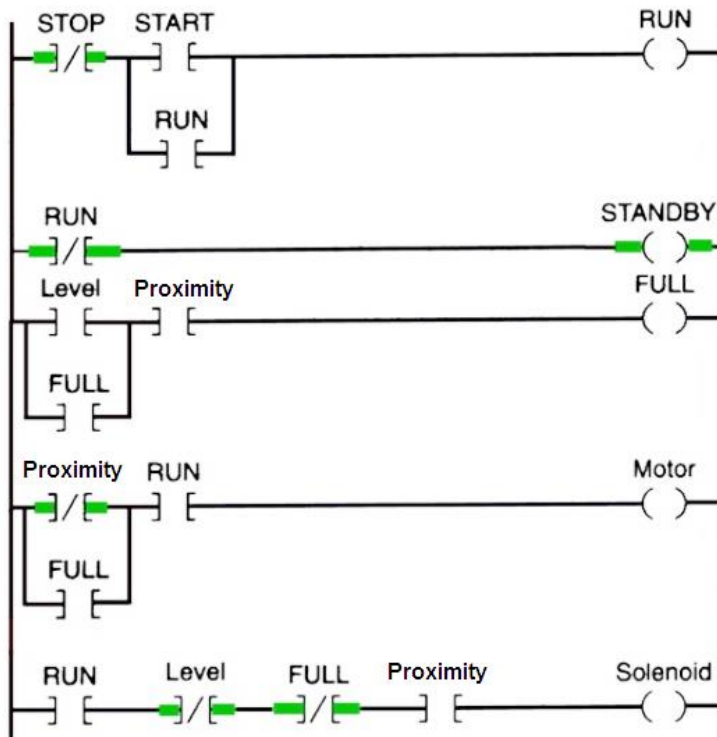 STOP START RUN
RUN
RUN STANDBY
Level Proximity FULL
FULL
Proximity RUN Motor
FULL
RUN Level FULL Proximity Solenoid